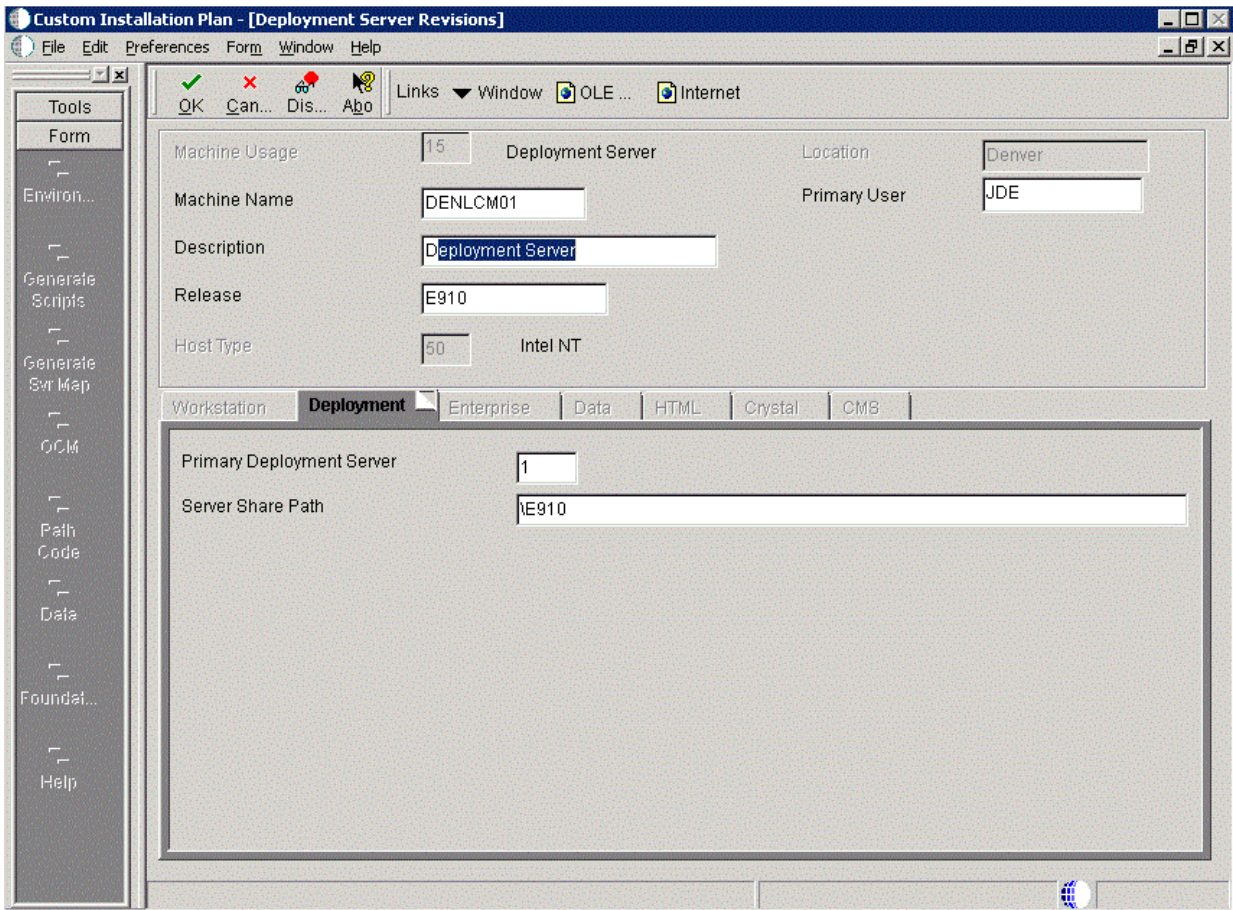 Custom Installation Plan - [Deployment Server Revisions]
File Edit Preferences Form Window Help
Tools
Form
Environ...
Generate
Scripts
Generate
Svr Map
OCM
Path
Code
Data
Foundat...
Help
OK Can... Dis... Abo Links Window OLE ... Internet
Machine Usage 15 Deployment Server Location Denver
Machine Name DENLCM01 Primary User JDE
Description Deployment Server
Release E910
Host Type 50 Intel NT
Workstation Deployment Enterprise Data HTML Crystal CMS
Primary Deployment Server 1
Server Share Path \E910